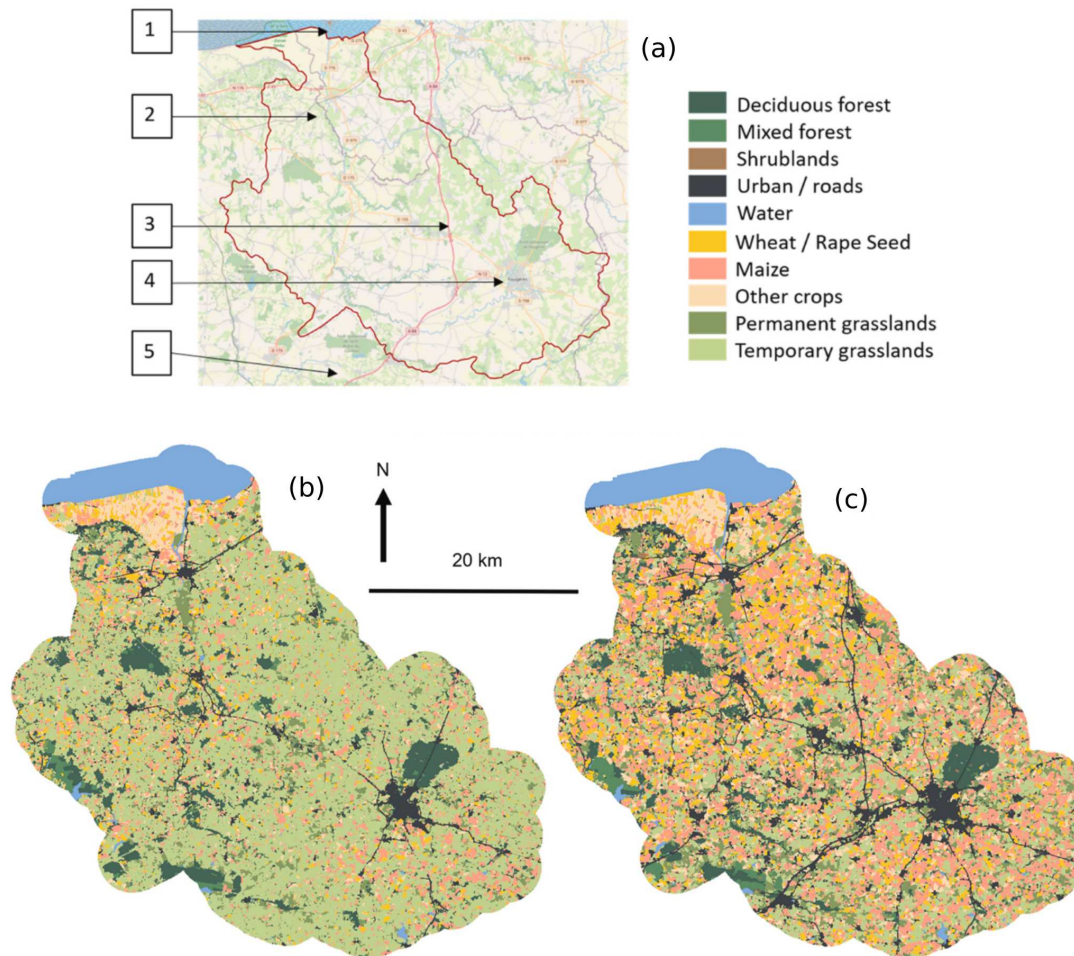 1
2
3
4
5
(a)
Deciduous forest
Mixed forest
Shrublands
Urban / roads
Water
Wheat / Rape Seed
Maize
Other crops
Permanent grasslands
Temporary grasslands
(b)
N
20 km
(c)